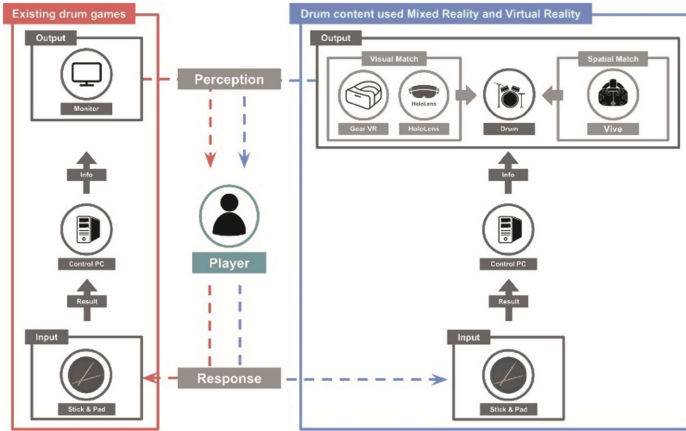 Existing drum games
Output
Monitor
Info
Control PC
Result
Input
Stick & Pad
Perception
Player
Response
Drum content used Mixed Reality and Virtual Reality
Output
Visual Match
Spatial Match
Gear VR
HoloLens
HoloLens
Drum
Vive
Info
Control PC
Result
Input
Stick & Pad